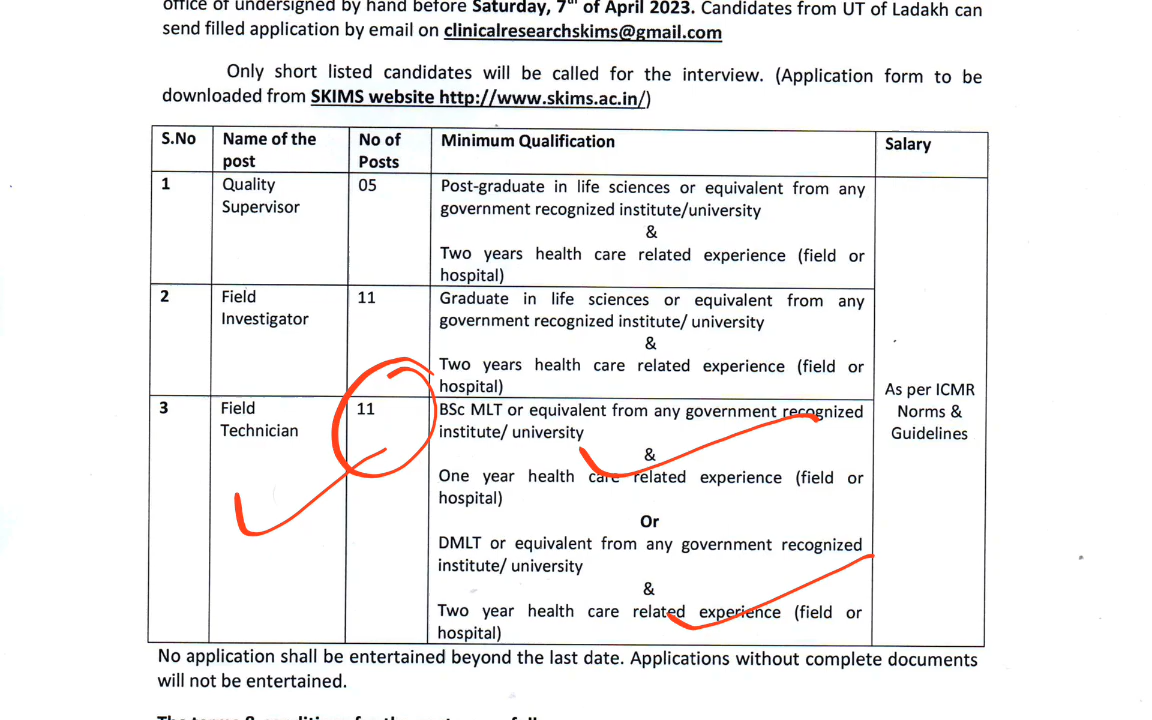 office of undersigned by hand before Saturday, 7th of April 2023. Candidates from UT of Ladakh can
send filled application by email on clinicalresearchskims@gmail.com
Only short listed candidates will be called for the interview. (Application form to be
downloaded from SKIMS website http://www.skims.ac.in/)
S.No
Name of the
post
No of
Posts
Minimum Qualification
Salary
1
Quality
Supervisor
05
Post-graduate in life sciences or equivalent from any
government recognized institute/university
&
Two years health care related experience (field or
hospital)
2
Field
Investigator
11
Graduate in life sciences or equivalent from any
government recognized institute/ university
&
Two years health care related experience (field or
hospital)
3
Field
Technician
11
BSc MLT or equivalent from any government recognized
institute/ university
&
One year health care related experience (field or
hospital)
Or
DMLT or equivalent from any government recognized
institute/ university
&
Two year health care related experience (field or
hospital)
As per ICMR
Norms &
Guidelines
No application shall be entertained beyond the last date. Applications without complete documents
will not be entertained.